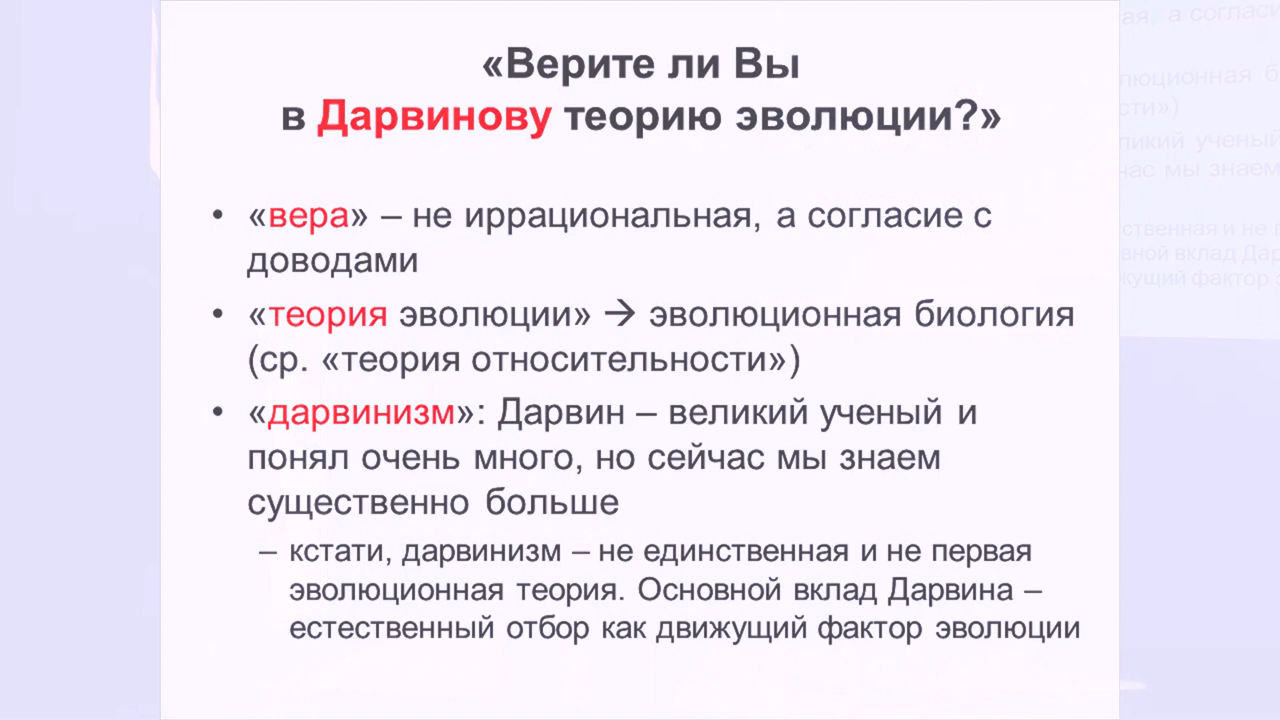 «Верите ли Вы
в Дарвинову теорию эволюции?»
• «вера» – не иррациональная, а согласие с
доводами
• «теория эволюции» → эволюционная биология
(ср. «теория относительности»)
• «дарвинизм»: Дарвин – великий ученый и
понял очень много, но сейчас мы знаем
существенно больше
– кстати, дарвинизм – не единственная и не первая
эволюционная теория. Основной вклад Дарвина –
естественный отбор как движущий фактор эволюции